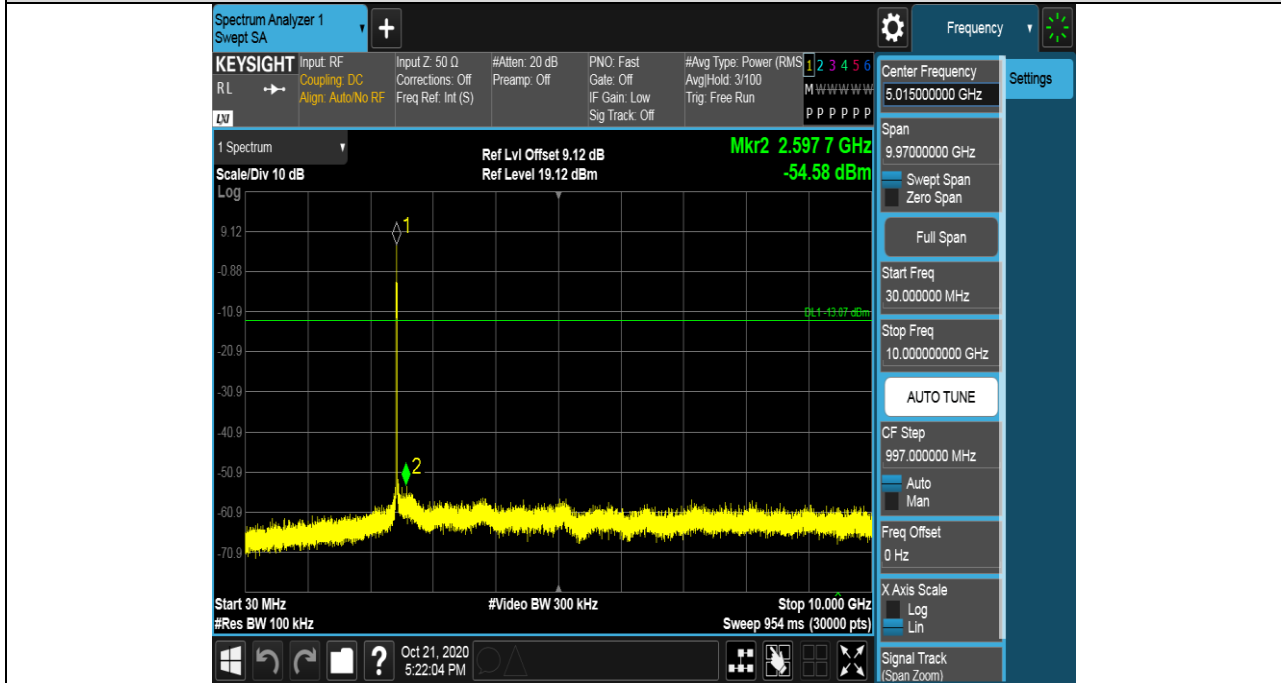 Spectrum Analyzer 1
Swept SA
Frequency
KEYSIGHT
RL
LXI
Input: RF
Coupling: DC
Align: Auto/No RF
Input Z: 50 Ω
Corrections: Off
Freq Ref: Int (S)
#Atten: 20 dB
Preamp: Off
PNO: Fast
Gate: Off
IF Gain: Low
Sig Track: Off
#Avg Type: Power (RMS
Avg|Hold: 3/100
Trig: Free Run
1 2 3 4 5 6
M W W W W W
P P P P P P
1 Spectrum
Scale/Div 10 dB
Log
Ref Lvl Offset 9.12 dB
Ref Level 19.12 dBm
Mkr2 2.597 7 GHz
-54.58 dBm
9.12
-0.88
-10.9
-20.9
-30.9
-40.9
-50.9
-60.9
-70.9
1
DL1 -13.07 dBm
2
Start 30 MHz
#Res BW 100 kHz
#Video BW 300 kHz
Stop 10.000 GHz
Sweep 954 ms (30000 pts)
Oct 21, 2020
5:22:04 PM
Center Frequency
5.015000000 GHz
Settings
Span
9.97000000 GHz
Swept Span
Zero Span
Full Span
Start Freq
30.000000 MHz
Stop Freq
10.000000000 GHz
AUTO TUNE
CF Step
997.000000 MHz
Auto
Man
Freq Offset
0 Hz
X Axis Scale
Log
Lin
Signal Track
(Span Zoom)